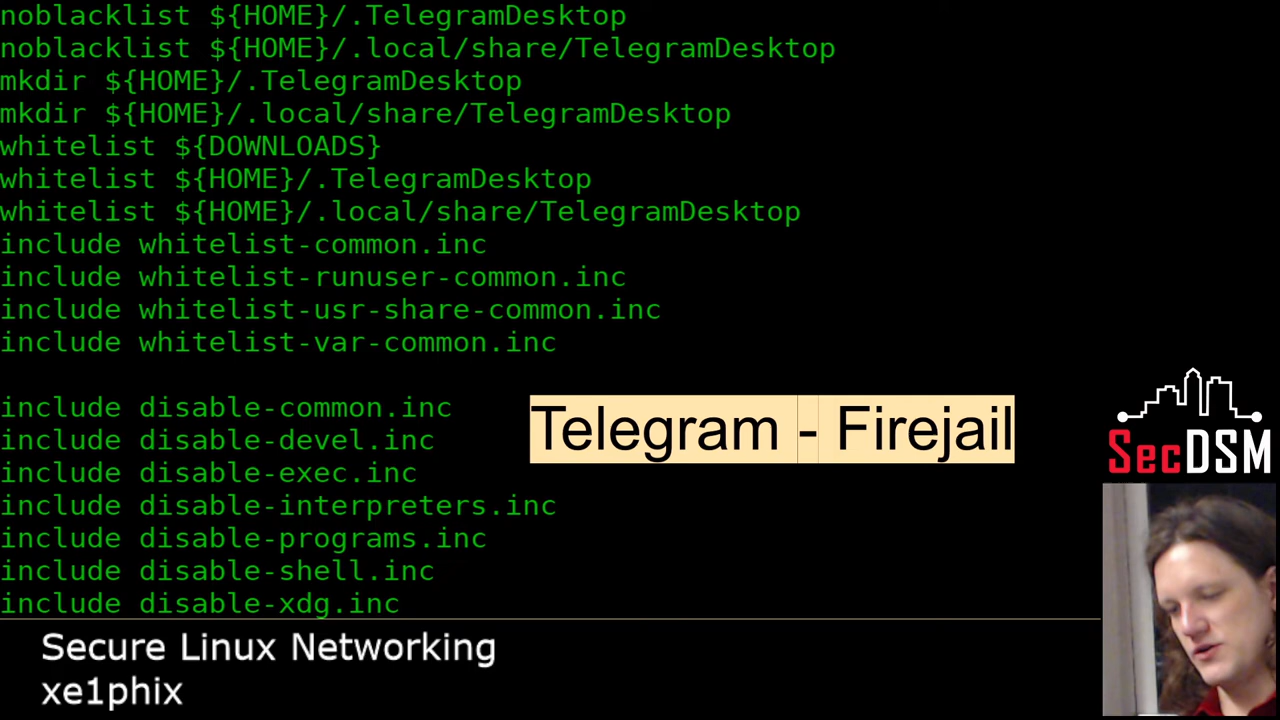 noblacklist ${HOME}/.TelegramDesktop
noblacklist ${HOME}/.local/share/TelegramDesktop
mkdir ${HOME}/.TelegramDesktop
mkdir ${HOME}/.local/share/TelegramDesktop
whitelist ${DOWNLOADS}
whitelist ${HOME}/.TelegramDesktop
whitelist ${HOME}/.local/share/TelegramDesktop
include whitelist-common.inc
include whitelist-runuser-common.inc
include whitelist-usr-share-common.inc
include whitelist-var-common.inc
include disable-common.inc
include disable-devel.inc
include disable-exec.inc
include disable-interpreters.inc
include disable-programs.inc
include disable-shell.inc
include disable-xdg.inc
Telegram - Firejail
SecDSM
Secure Linux Networking
xe1phix